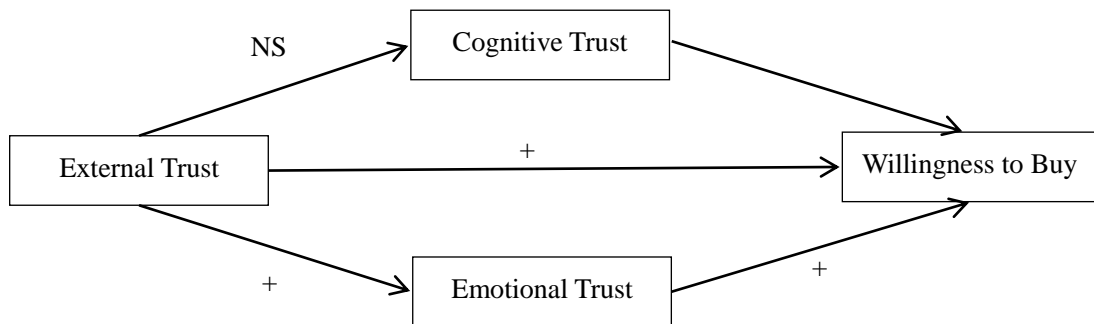 NS
Cognitive Trust
External Trust
+
Willingness to Buy
+
Emotional Trust
+